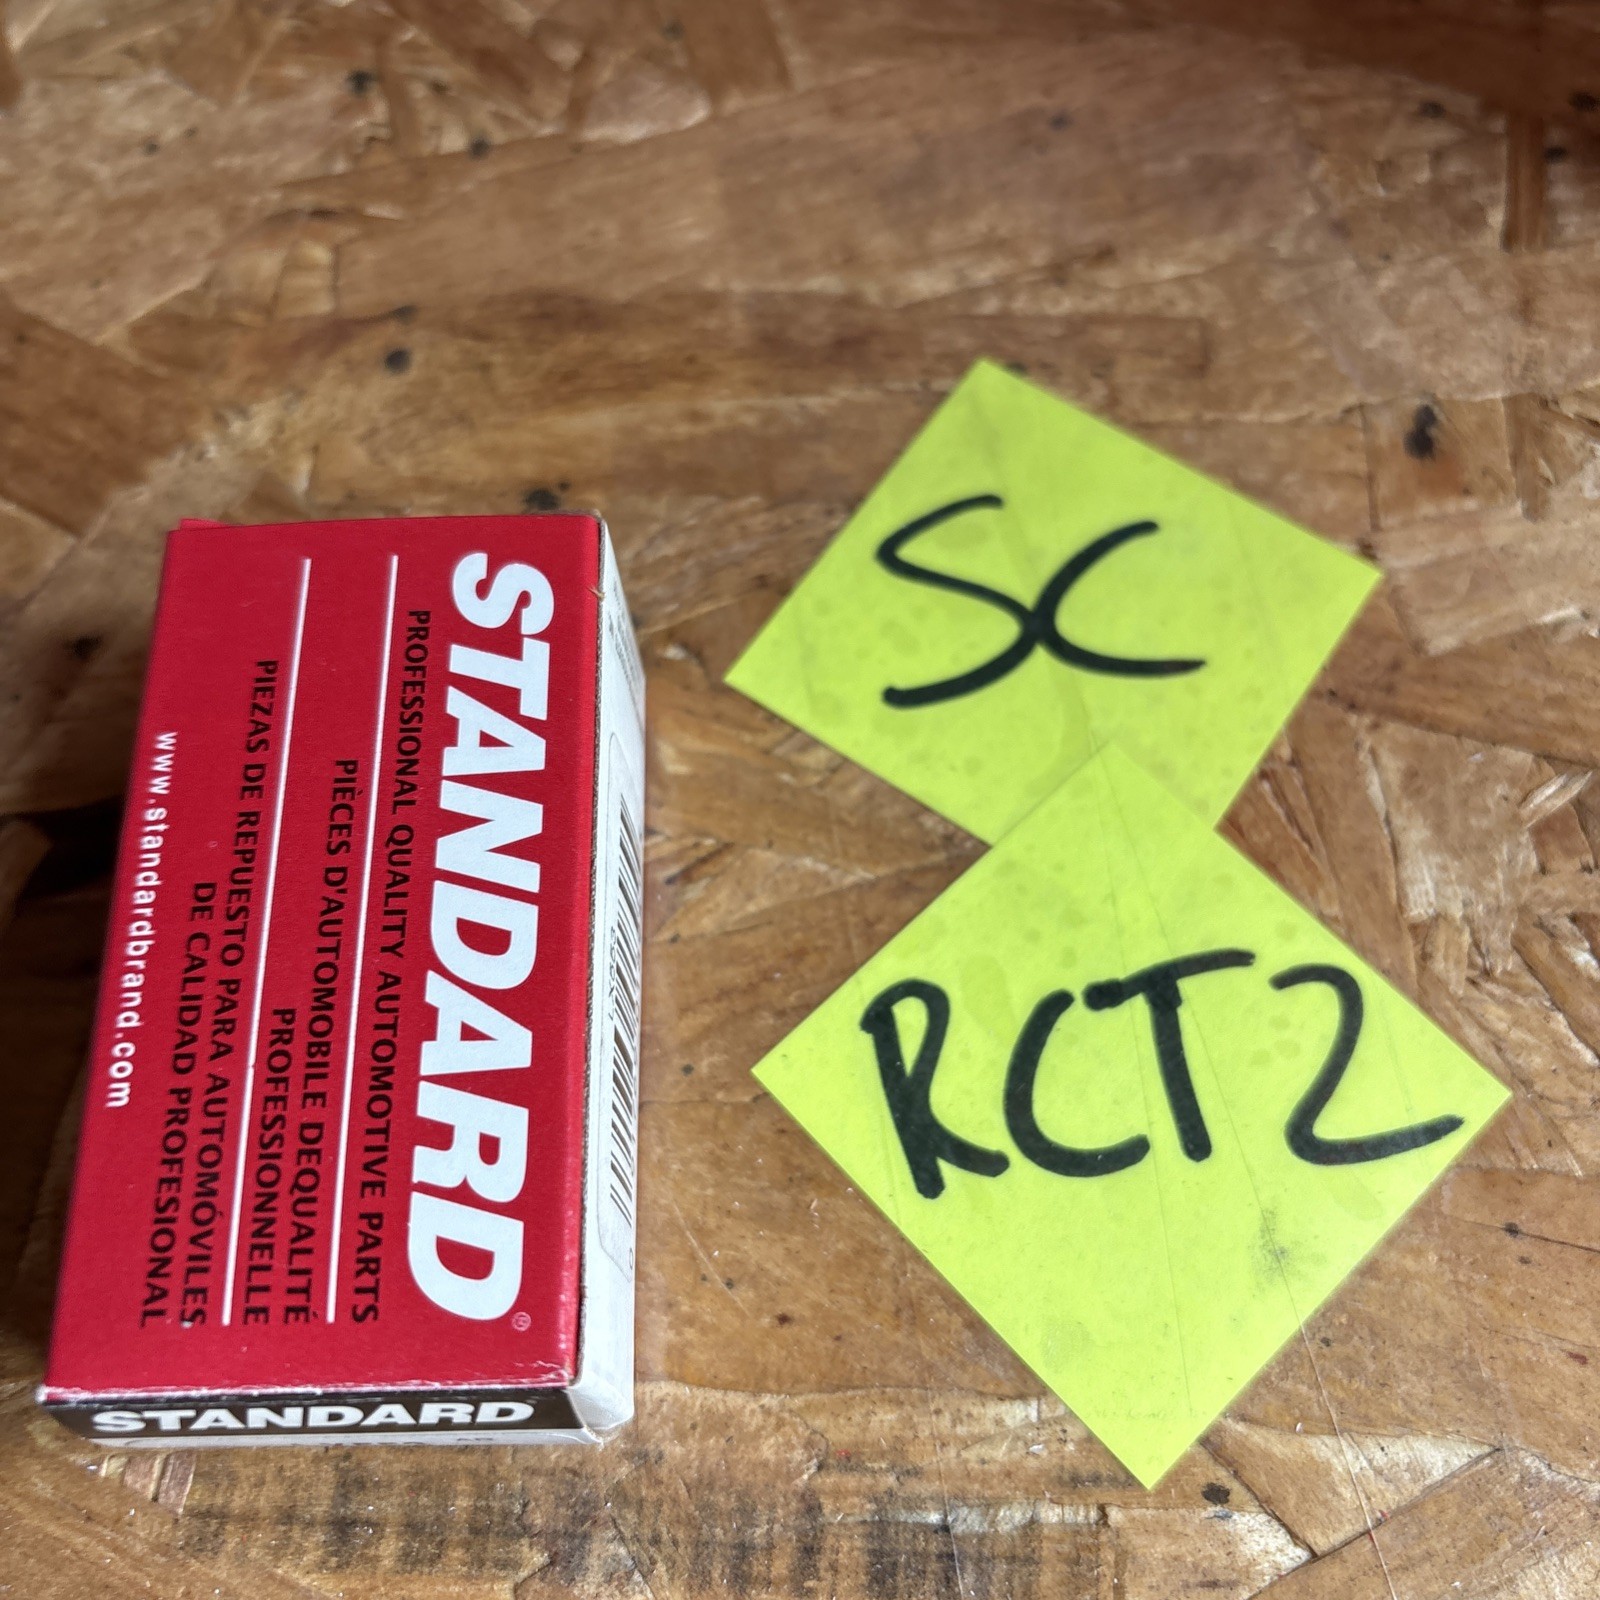 STANDARD®
PROFESSIONAL QUALITY AUTOMOTIVE PARTS
PIÈCES D'AUTOMOBILE DEQUALITÉ
PROFESSIONNELLE
PIEZAS DE REPUESTO PARA AUTOMÓVILES
DE CALIDAD PROFESIONAL
www.standardbrand.com
STANDARD
SC
RCT2